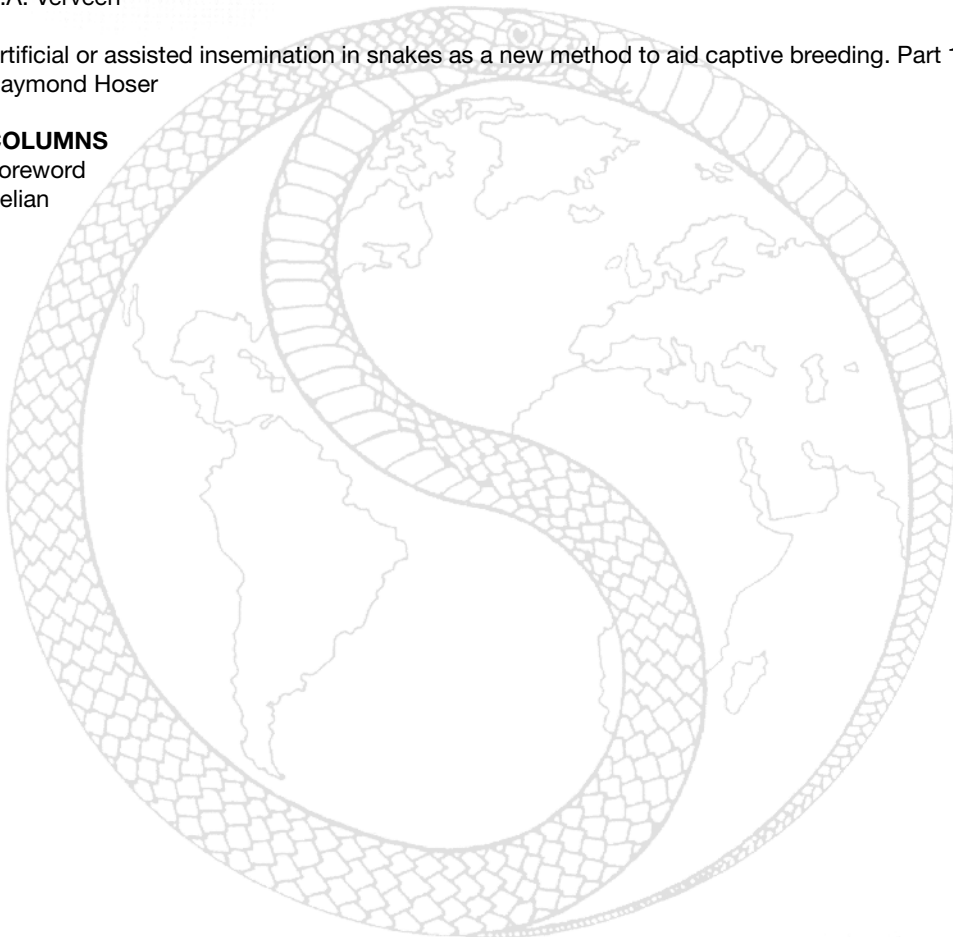 .A. Verveen
rtificial or assisted insemination in snakes as a new method to aid captive breeding. Part 1
aymond Hoser
COLUMNS
oreword
elian